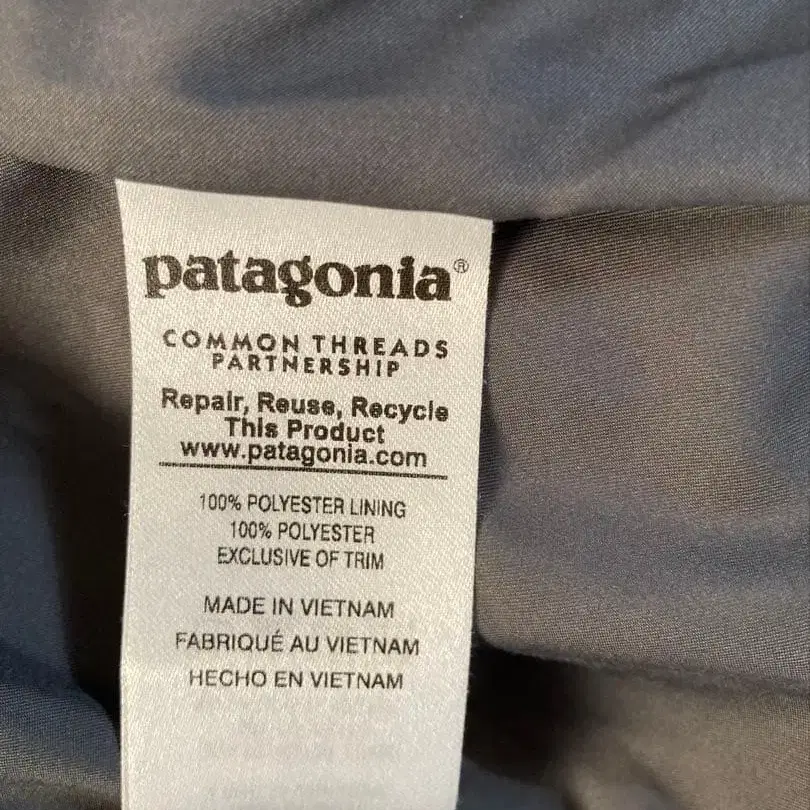 patagonia®
COMMON THREADS
PARTNERSHIP
Repair, Reuse, Recycle
This Product
www.patagonia.com
100% POLYESTER LINING
100% POLYESTER
EXCLUSIVE OF TRIM
MADE IN VIETNAM
FABRIQUÉ AU VIETNAM
HECHO EN VIETNAM